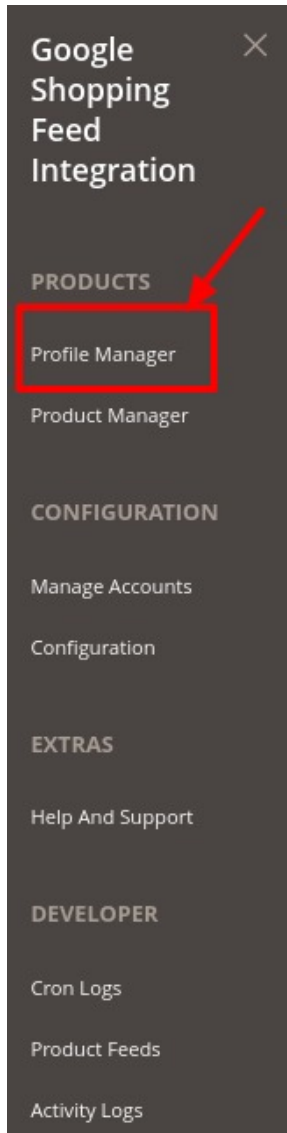 Google
Shopping
Feed
Integration
PRODUCTS
Profile Manager
Product Manager
CONFIGURATION
Manage Accounts
Configuration
EXTRAS
Help And Support
DEVELOPER
Cron Logs
Product Feeds
Activity Logs